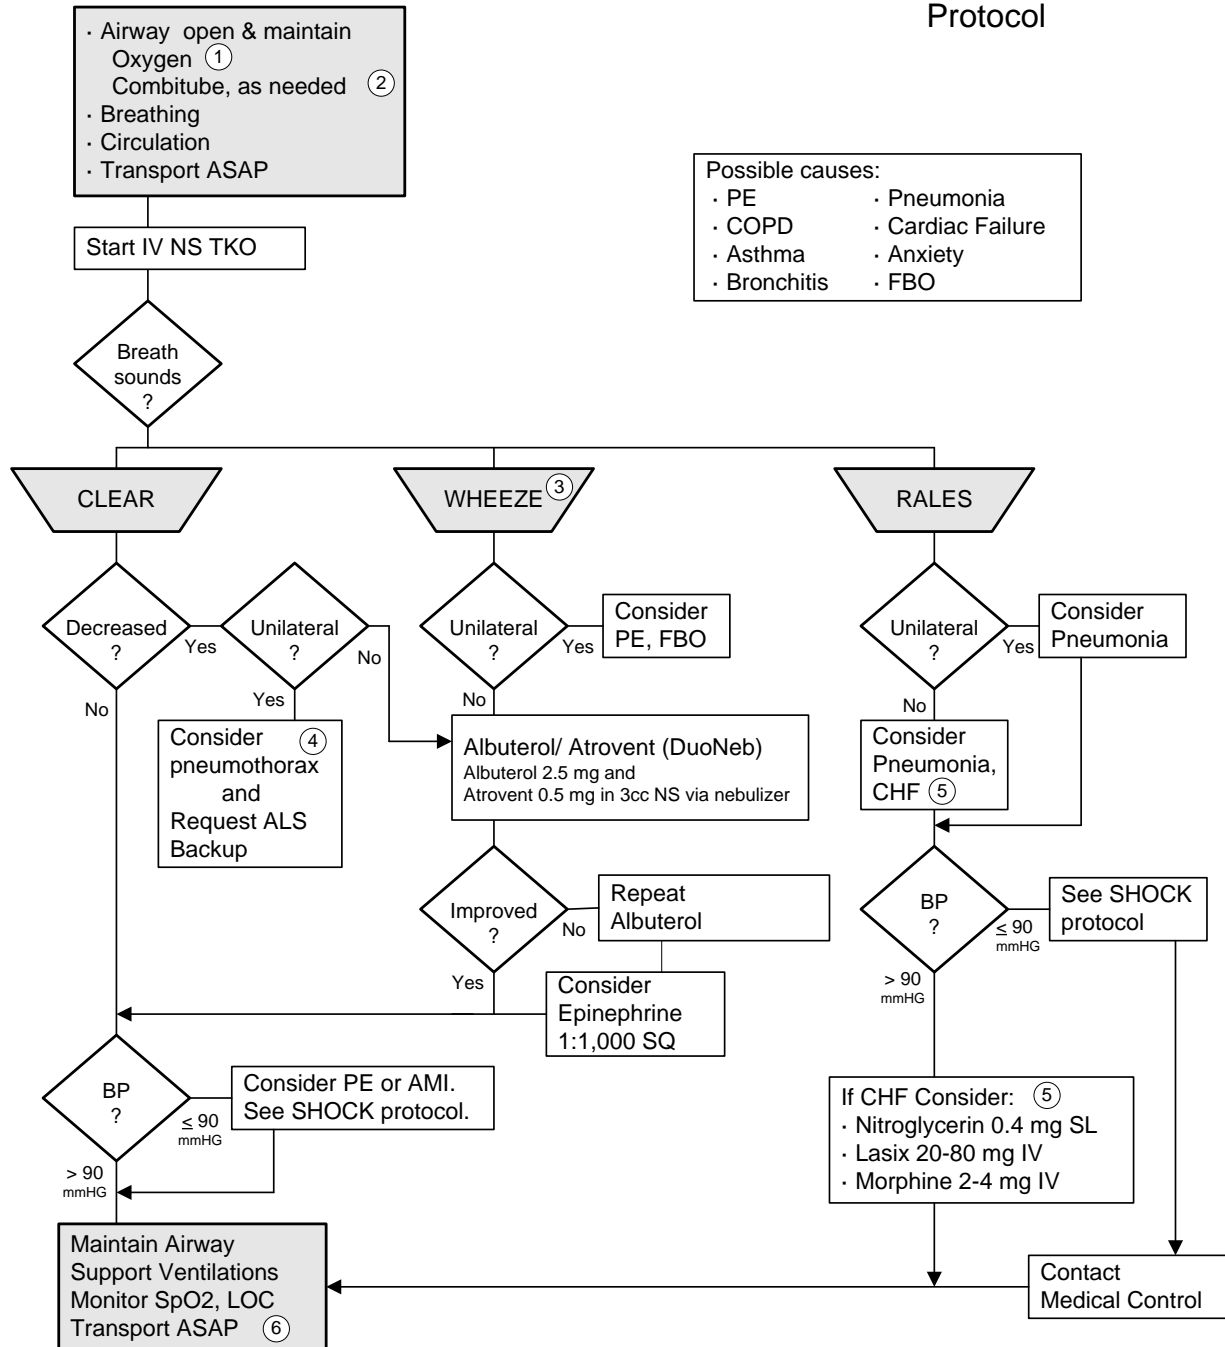 Protocol
· Airway open & maintain
Oxygen 1
Combitube, as needed 2
· Breathing
· Circulation
· Transport ASAP
Possible causes:
· PE
· COPD
· Asthma
· Bronchitis
· Pneumonia
· Cardiac Failure
· Anxiety
· FBO
Start IV NS TKO
Breath
sounds
?
CLEAR
WHEEZE 3
RALES
Decreased
?
Yes
No
Unilateral
?
No
Yes
Unilateral
?
Yes
No
Consider
PE, FBO
Unilateral
?
Yes
No
Consider
Pneumonia
Consider 4
pneumothorax
and
Request ALS
Backup
Albuterol/ Atrovent (DuoNeb)
Albuterol 2.5 mg and
Atrovent 0.5 mg in 3cc NS via nebulizer
Consider
Pneumonia,
CHF 5
Improved
?
No
Yes
Repeat
Albuterol
Consider
Epinephrine
1:1,000 SQ
BP
?
≤ 90
mmHG
> 90
mmHG
See SHOCK
protocol
BP
?
≤ 90
mmHG
> 90
mmHG
Consider PE or AMI.
See SHOCK protocol.
If CHF Consider: 5
· Nitroglycerin 0.4 mg SL
· Lasix 20-80 mg IV
· Morphine 2-4 mg IV
Maintain Airway
Support Ventilations
Monitor SpO2, LOC
Transport ASAP 6
Contact
Medical Control